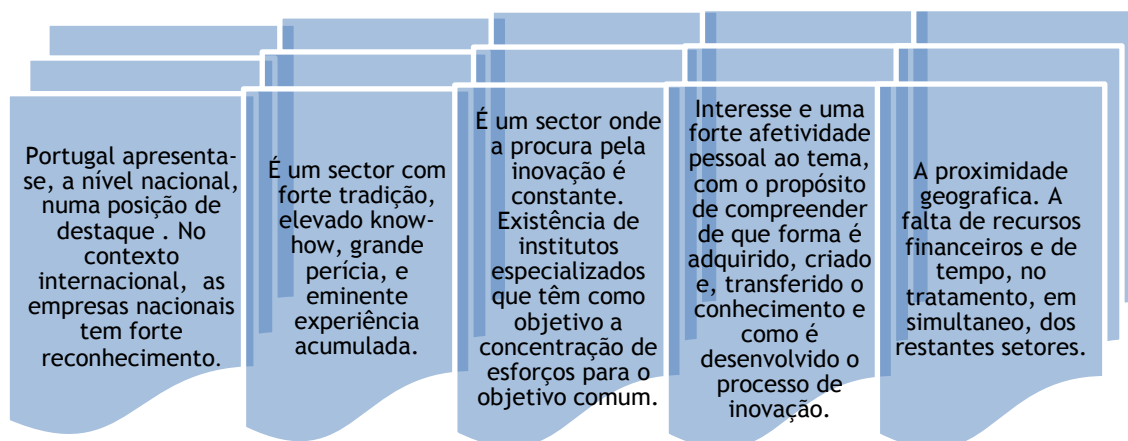 Portugal apresenta-
se, a nível nacional,
numa posição de
destaque . No
contexto
internacional,  as
empresas nacionais
tem forte
reconhecimento.
É um sector com
forte tradição,
elevado know-
how, grande
perícia, e
eminente
experiência
acumulada.
É um sector onde
a procura pela
inovação é
constante.
Existência de
institutos
especializados
que têm como
objetivo a
concentração de
esforços para o
objetivo comum.
Interesse e uma
forte afetividade
pessoal ao tema,
com o propósito
de compreender
de que forma é
adquirido, criado
e, transferido o
conhecimento e
como é
desenvolvido o
processo de
inovação.
A proximidade
geografica. A
falta de recursos
financeiros e de
tempo, no
tratamento, em
simultaneo, dos
restantes setores.